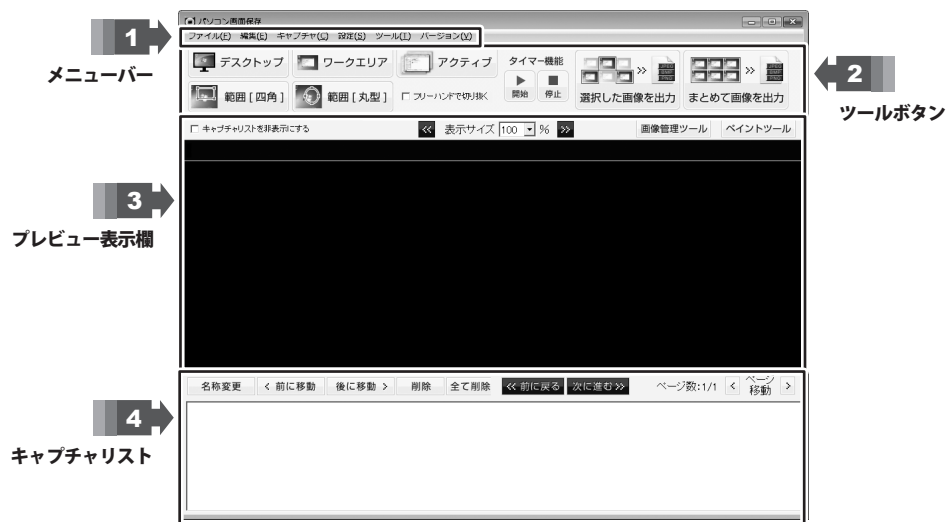 パソコン画面保存
1
メニューバー
ファイル(F) 編集(E) キャプチャ(C) 設定(S) ツール(T) バージョン(V)
デスクトップ ワークエリア アクティブ タイマー機能
開始 停止
範囲 [ 四角 ] 範囲 [ 丸型 ] フリーハンドで切り抜く
選択した画像を出力 まとめて画像を出力
2
ツールボタン
キャプチャリストを非表示にする << 表示サイズ 100 % >> 画像管理ツール ペイントツール
3
プレビュー表示欄
名称変更 < 前に移動 後に移動 > 削除 全て削除 << 前に戻る 次に進む >> ページ数:1/1 < ページ移動 >
4
キャプチャリスト